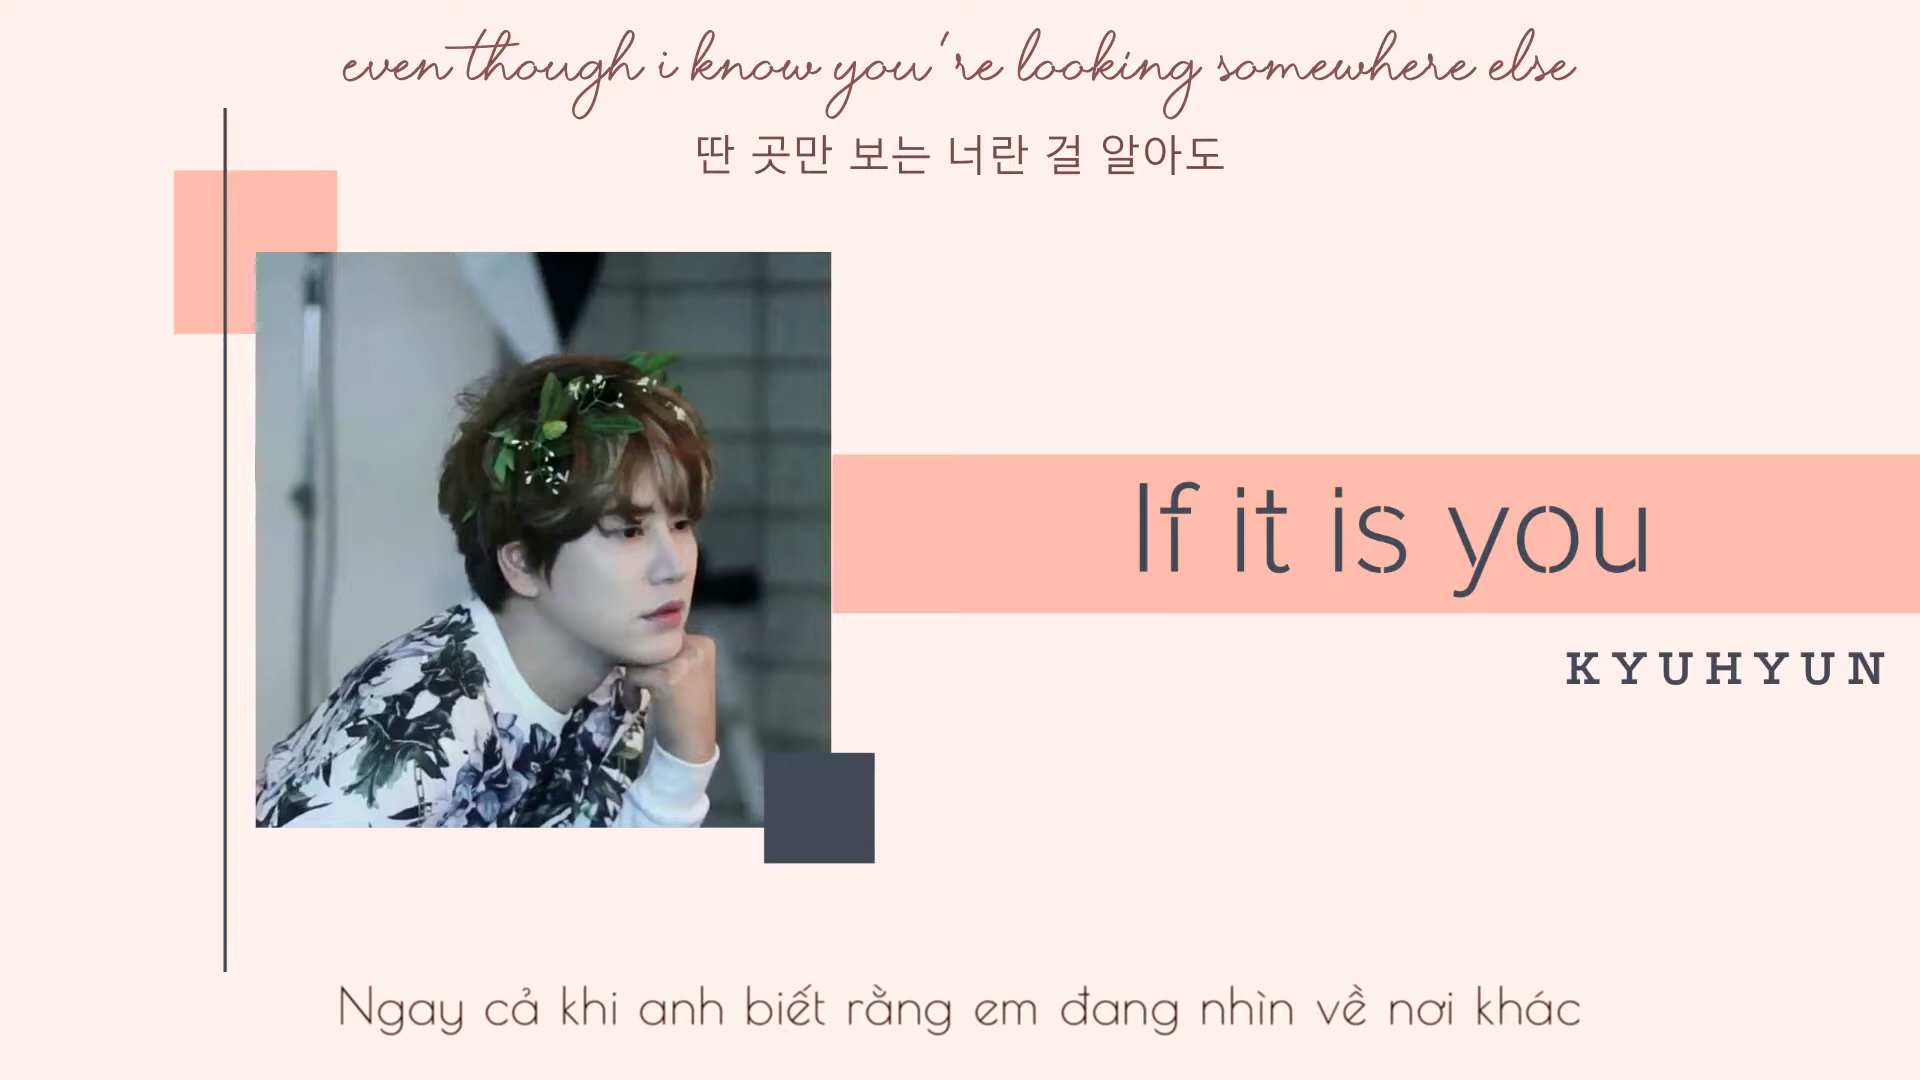 even though i know you're looking somewhere else
딴 곳만 보는 너란 걸 알아도
If it is you
KYUHYUN
Ngay cả khi anh biết rằng em đang nhìn về nơi khác